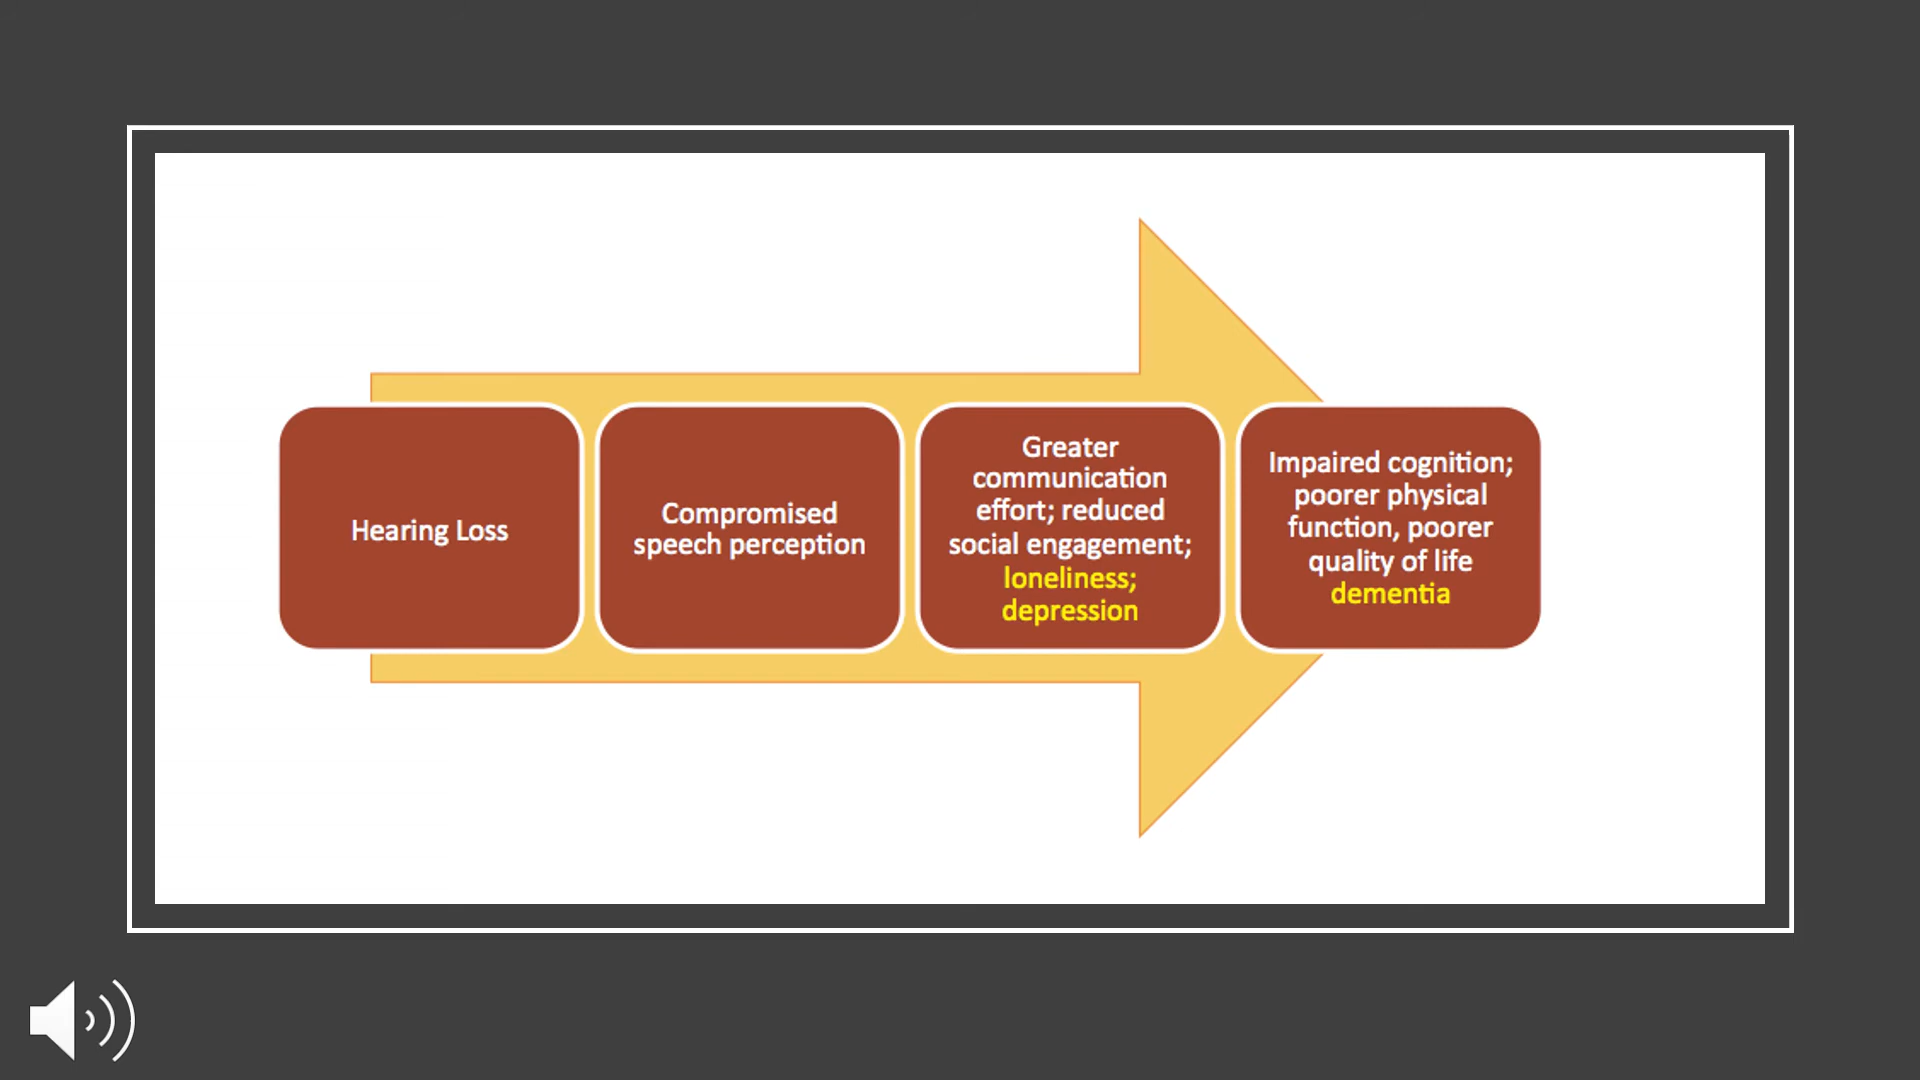 Hearing Loss
Compromised
speech perception
Greater
communication
effort; reduced
social engagement;
loneliness;
depression
Impaired cognition;
poorer physical
function, poorer
quality of life
dementia